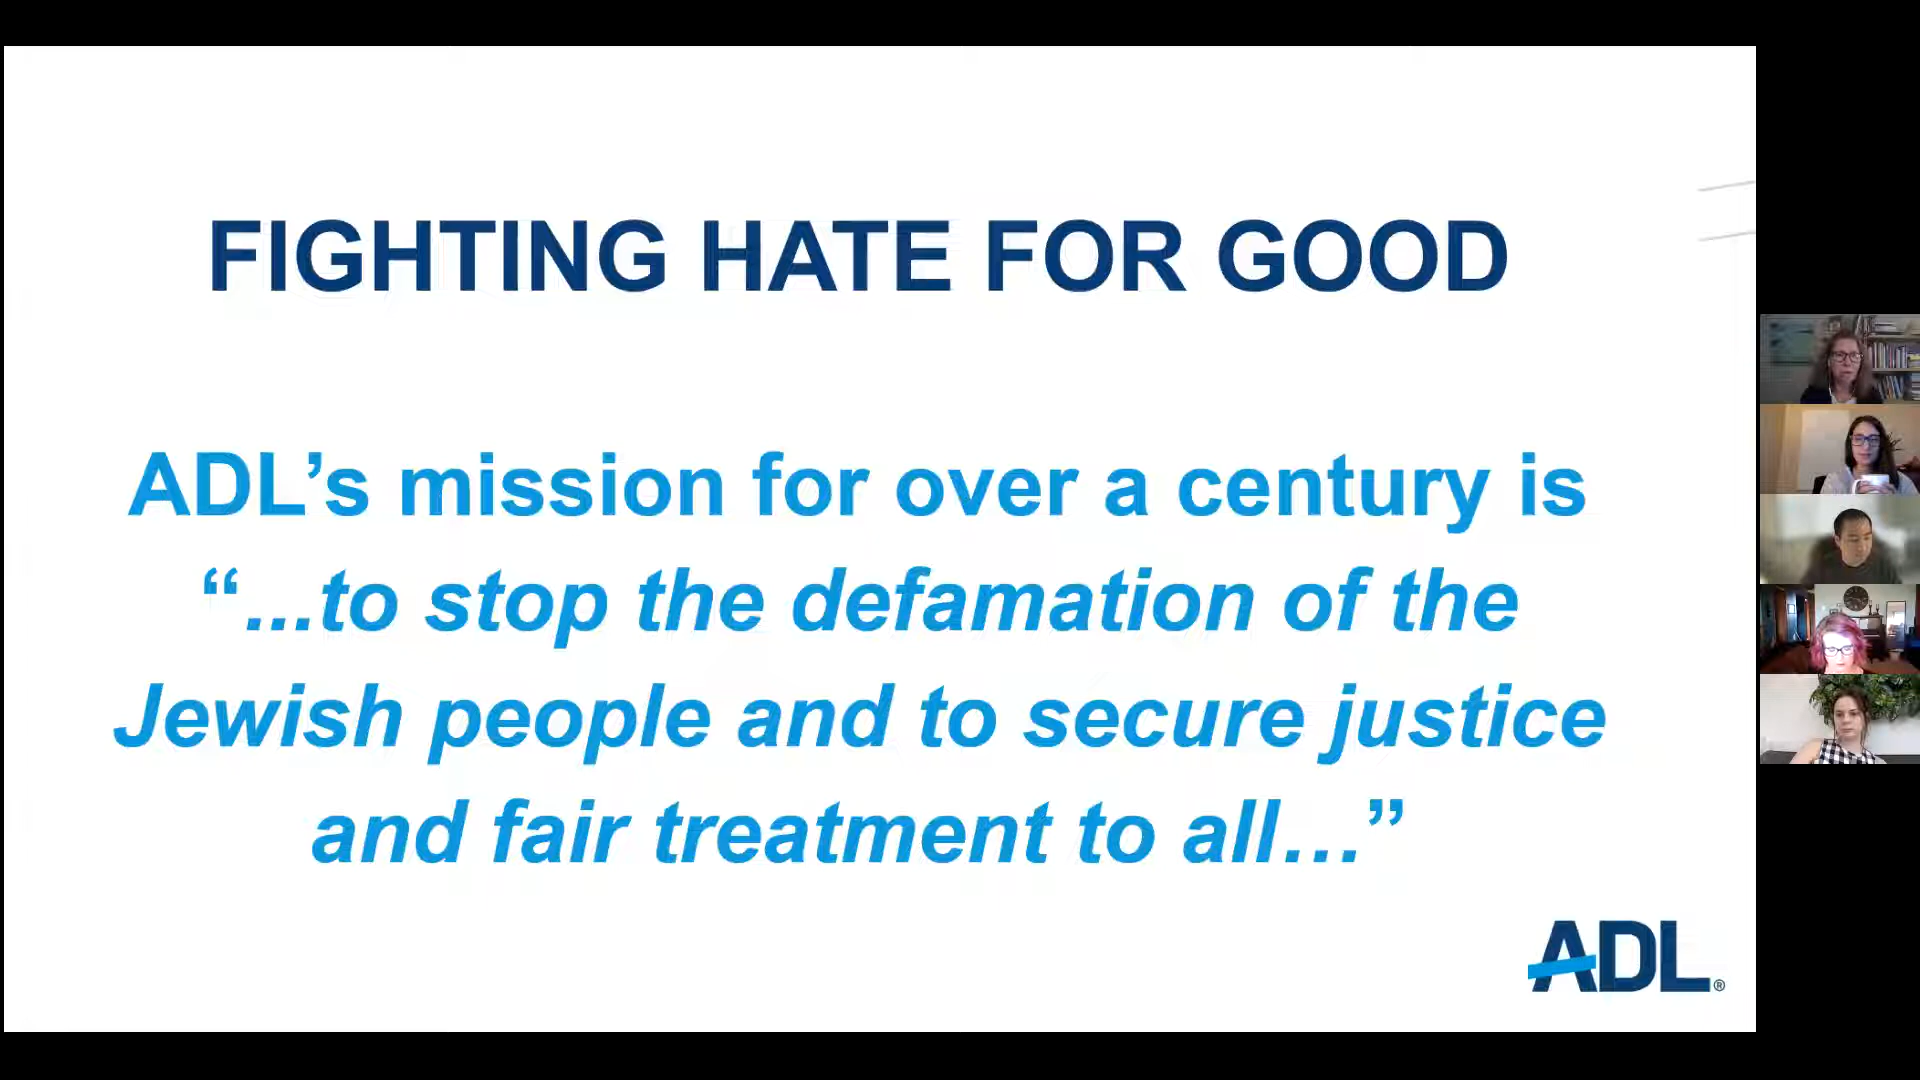 FIGHTING HATE FOR GOOD
ADL’s mission for over a century is
“...to stop the defamation of the
Jewish people and to secure justice
and fair treatment to all...”
ADL®